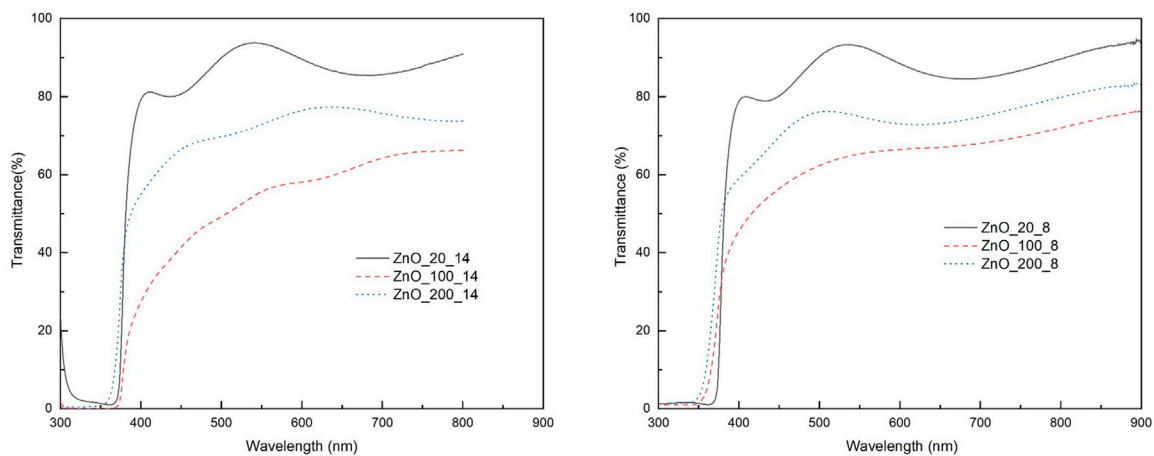 100
80
60
40
20
0
Transmittance(%)
ZnO_20_14
ZnO_100_14
ZnO_200_14
300 400 500 600 700 800 900
Wavelength (nm)
100
80
60
40
20
0
Transmittance (%)
ZnO_20_8
ZnO_100_8
ZnO_200_8
300 400 500 600 700 800 900
Wavelength (nm)